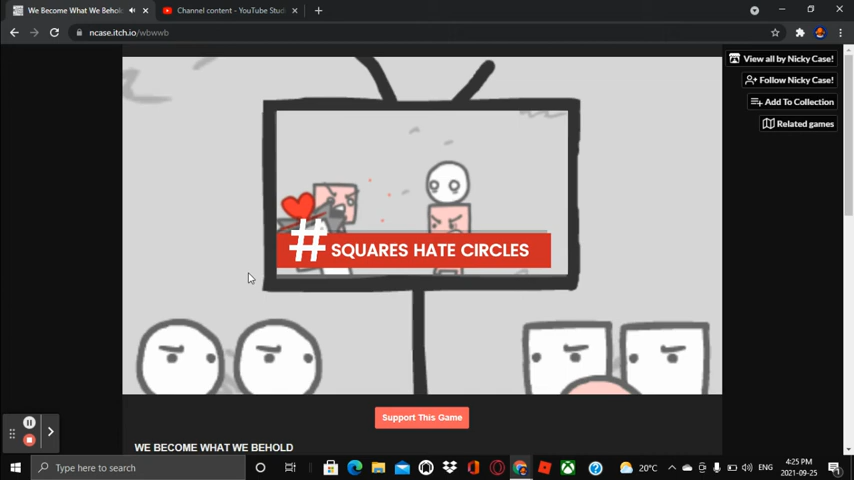 We Become What We Behold
Channel content - YouTube Stud
ncase.itch.io/wbwwb
View all by Nicky Case!
Follow Nicky Case!
Add To Collection
Related games
# SQUARES HATE CIRCLES
Support This Game
WE BECOME WHAT WE BEHOLD
Type here to search
20°C
ENG
4:25 PM
2021-09-25